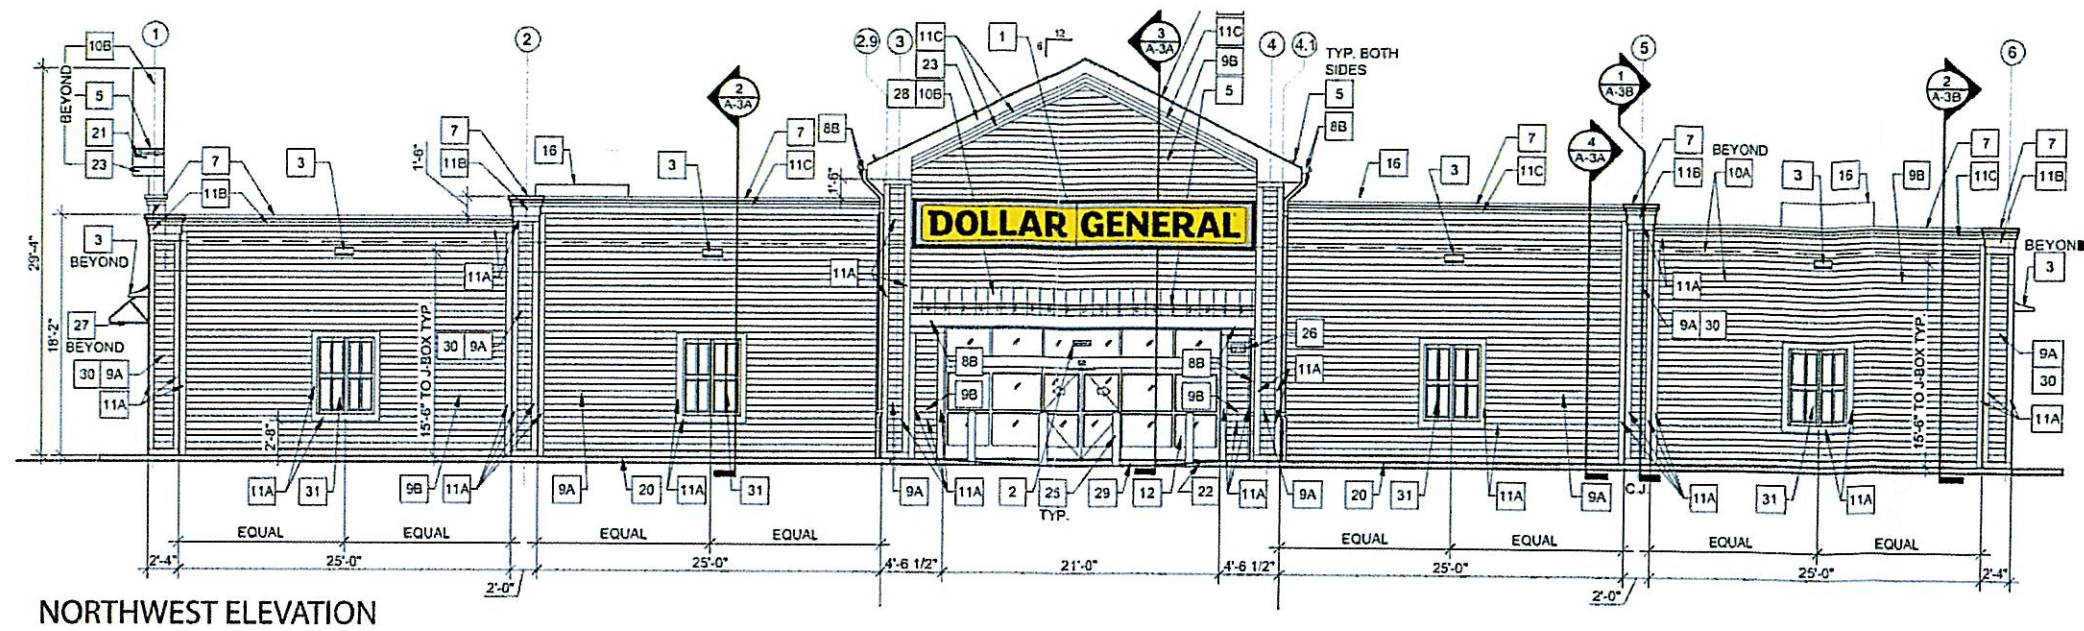 1
2
2.9
3
4
4.1
5
6
10B
BEYOND
5
21
23
7
11B
3
1'-6"
7
11B
16
3
2
A-3A
7
11C
8B
11C
23
28 10B
1
12
6
3
A-3A
11C
9B
5
TYP. BOTH
SIDES
5
8B
1'-6"
16
3
7
11C
4
A-3A
1
A-3B
7
11B
BEYOND
10A
3
16
9B
2
A-3B
7
11C
7
11B
29'-4"
18'-2"
3
BEYOND
27
BEYOND
30 9A
11A
11A
15'-6" TO J-BOX TYP.
30 9A
2'-8"
11A
DOLLAR GENERAL
8B
9B
8B
9B
26
11A
11A
9A 30
15'-6" TO J-BOX TYP.
BEYOND
3
9A
30
11A
11A
31
9B
11A
9A
20
11A
31
9A
11A
2
25
TYP.
29
12
22
11A
9A
20
31
11A
9A
C.J.
11A
31
11A
EQUAL
EQUAL
EQUAL
EQUAL
EQUAL
EQUAL
EQUAL
EQUAL
2'-4"
25'-0"
2'-0"
25'-0"
4'-6 1/2"
21'-0"
4'-6 1/2"
25'-0"
2'-0"
25'-0"
2'-4"
NORTHWEST ELEVATION